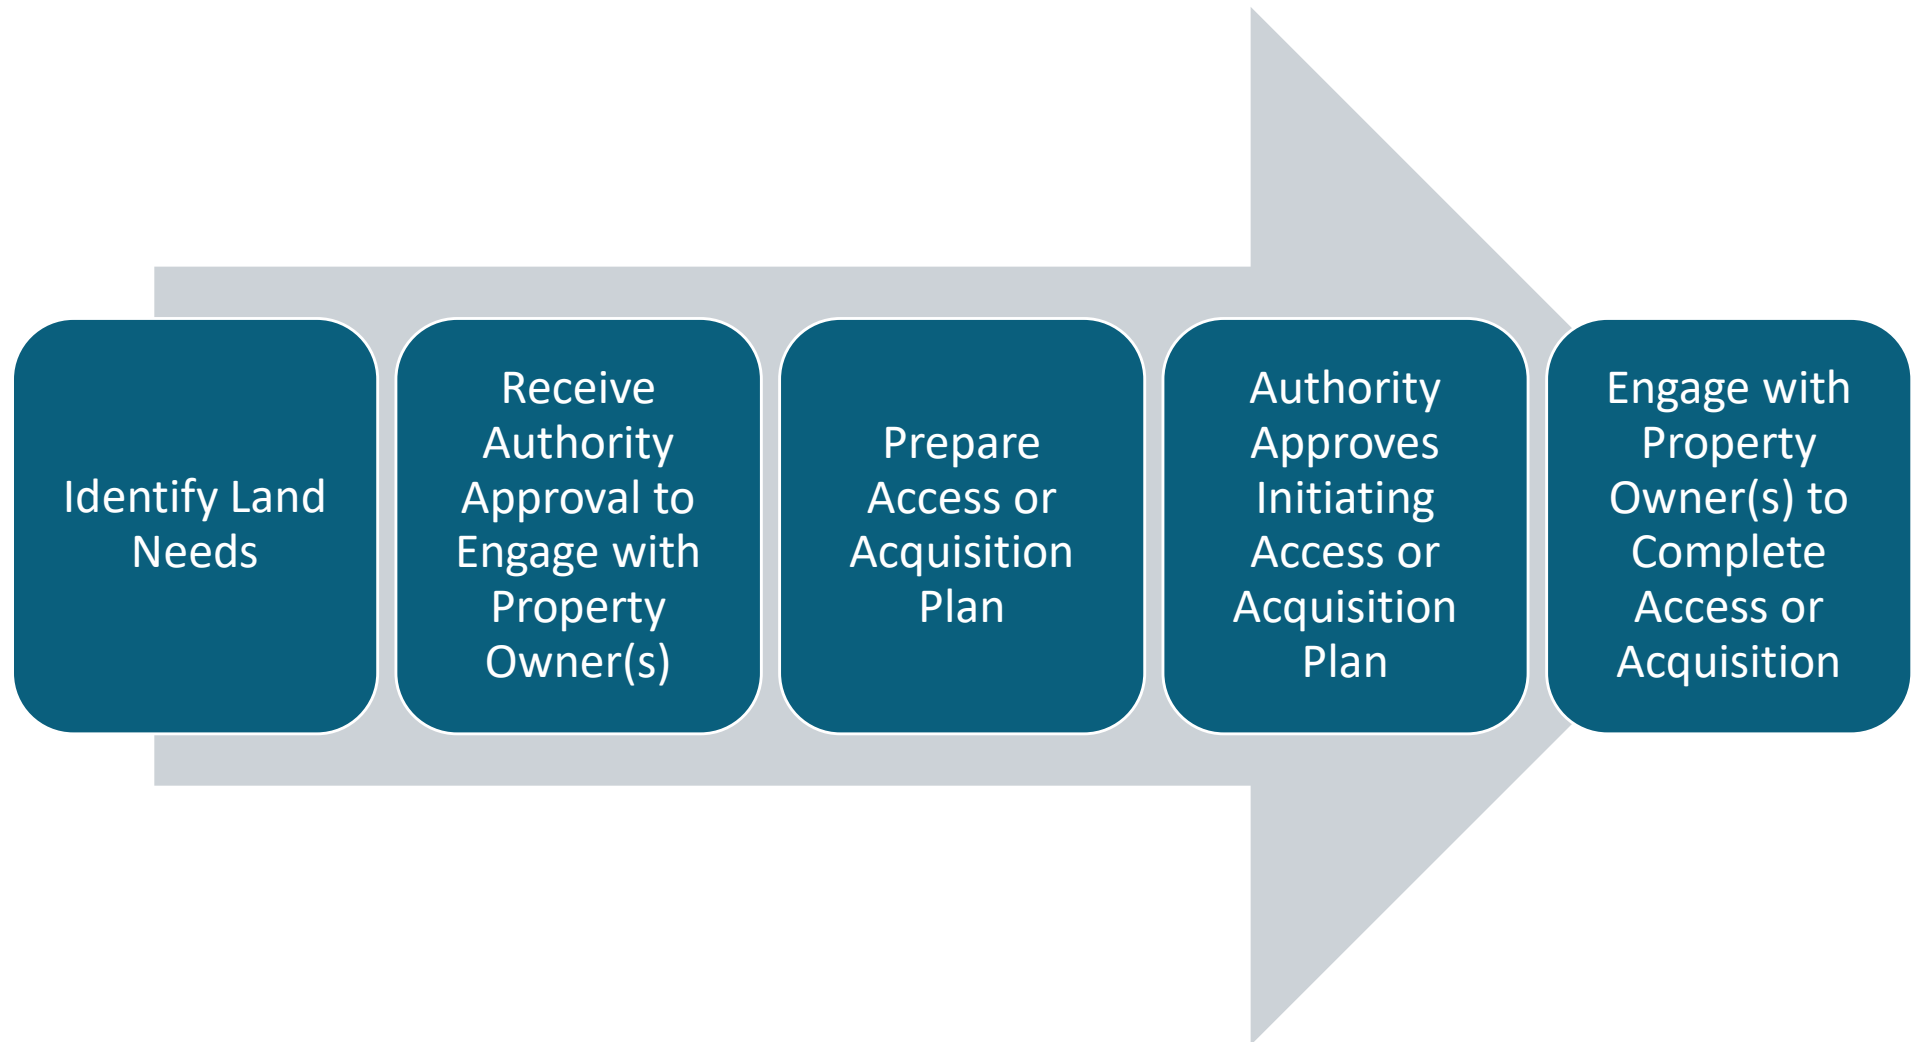 Identify Land
Needs
Receive
Authority
Approval to
Engage with
Property
Owner(s)
Prepare
Access or
Acquisition
Plan
Authority
Approves
Initiating
Access or
Acquisition
Plan
Engage with
Property
Owner(s) to
Complete
Access or
Acquisition